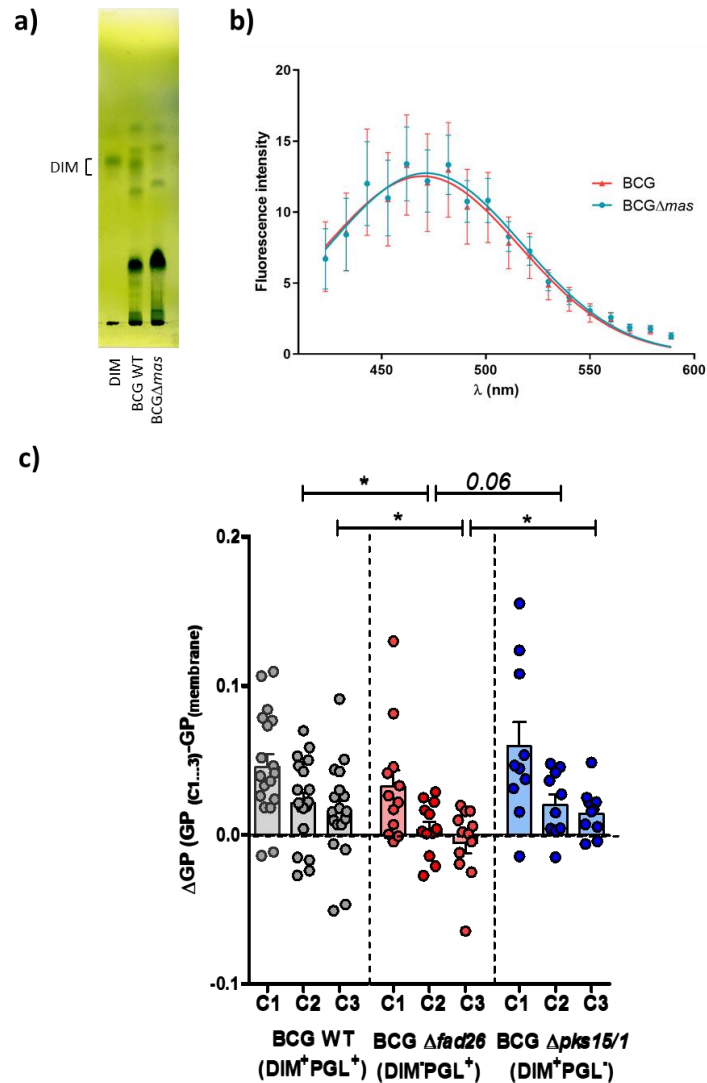 a)
DIM
DIM
BCG WT
BCGΔmas
b)
20
15
10
5
0
Fluorescence intensity
450
500
550
600
λ (nm)
BCG
BCGΔmas
c)
* 0.06
* *
0.2
0.1
0.0
-0.1
ΔGP (GP (C1....3)-GP(membrane)
C1 C2 C3 C1 C2 C3 C1 C2 C3
BCG WT BCG Δfad26 BCG Δpks15/1
(DIM⁺PGL⁺) (DIM⁻PGL⁺) (DIM⁺PGL⁻)